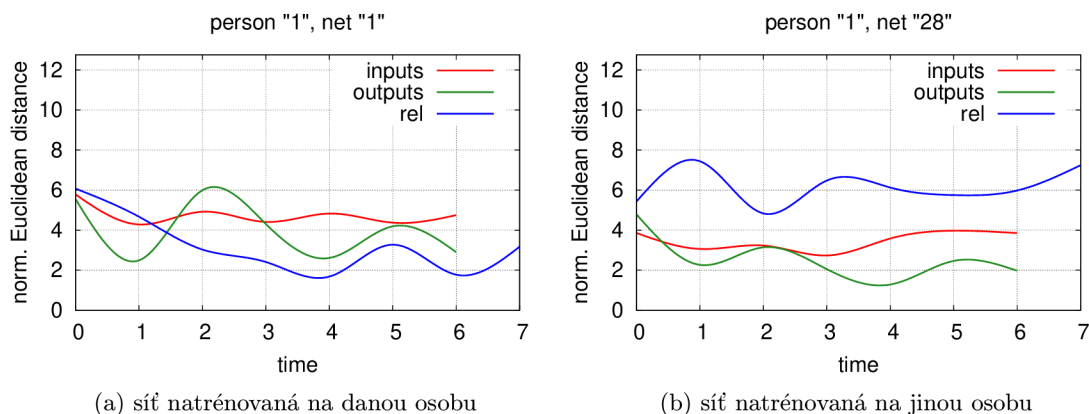 person "1", net "1"
norm. Euclidean distance
12
10
8
6
4
2
0
inputs
outputs
rel
0 1 2 3 4 5 6 7
time
(a) síť natrénovaná na danou osobu
person "1", net "28"
norm. Euclidean distance
12
10
8
6
4
2
0
inputs
outputs
rel
0 1 2 3 4 5 6 7
time
(b) síť natrénovaná na jinou osobu